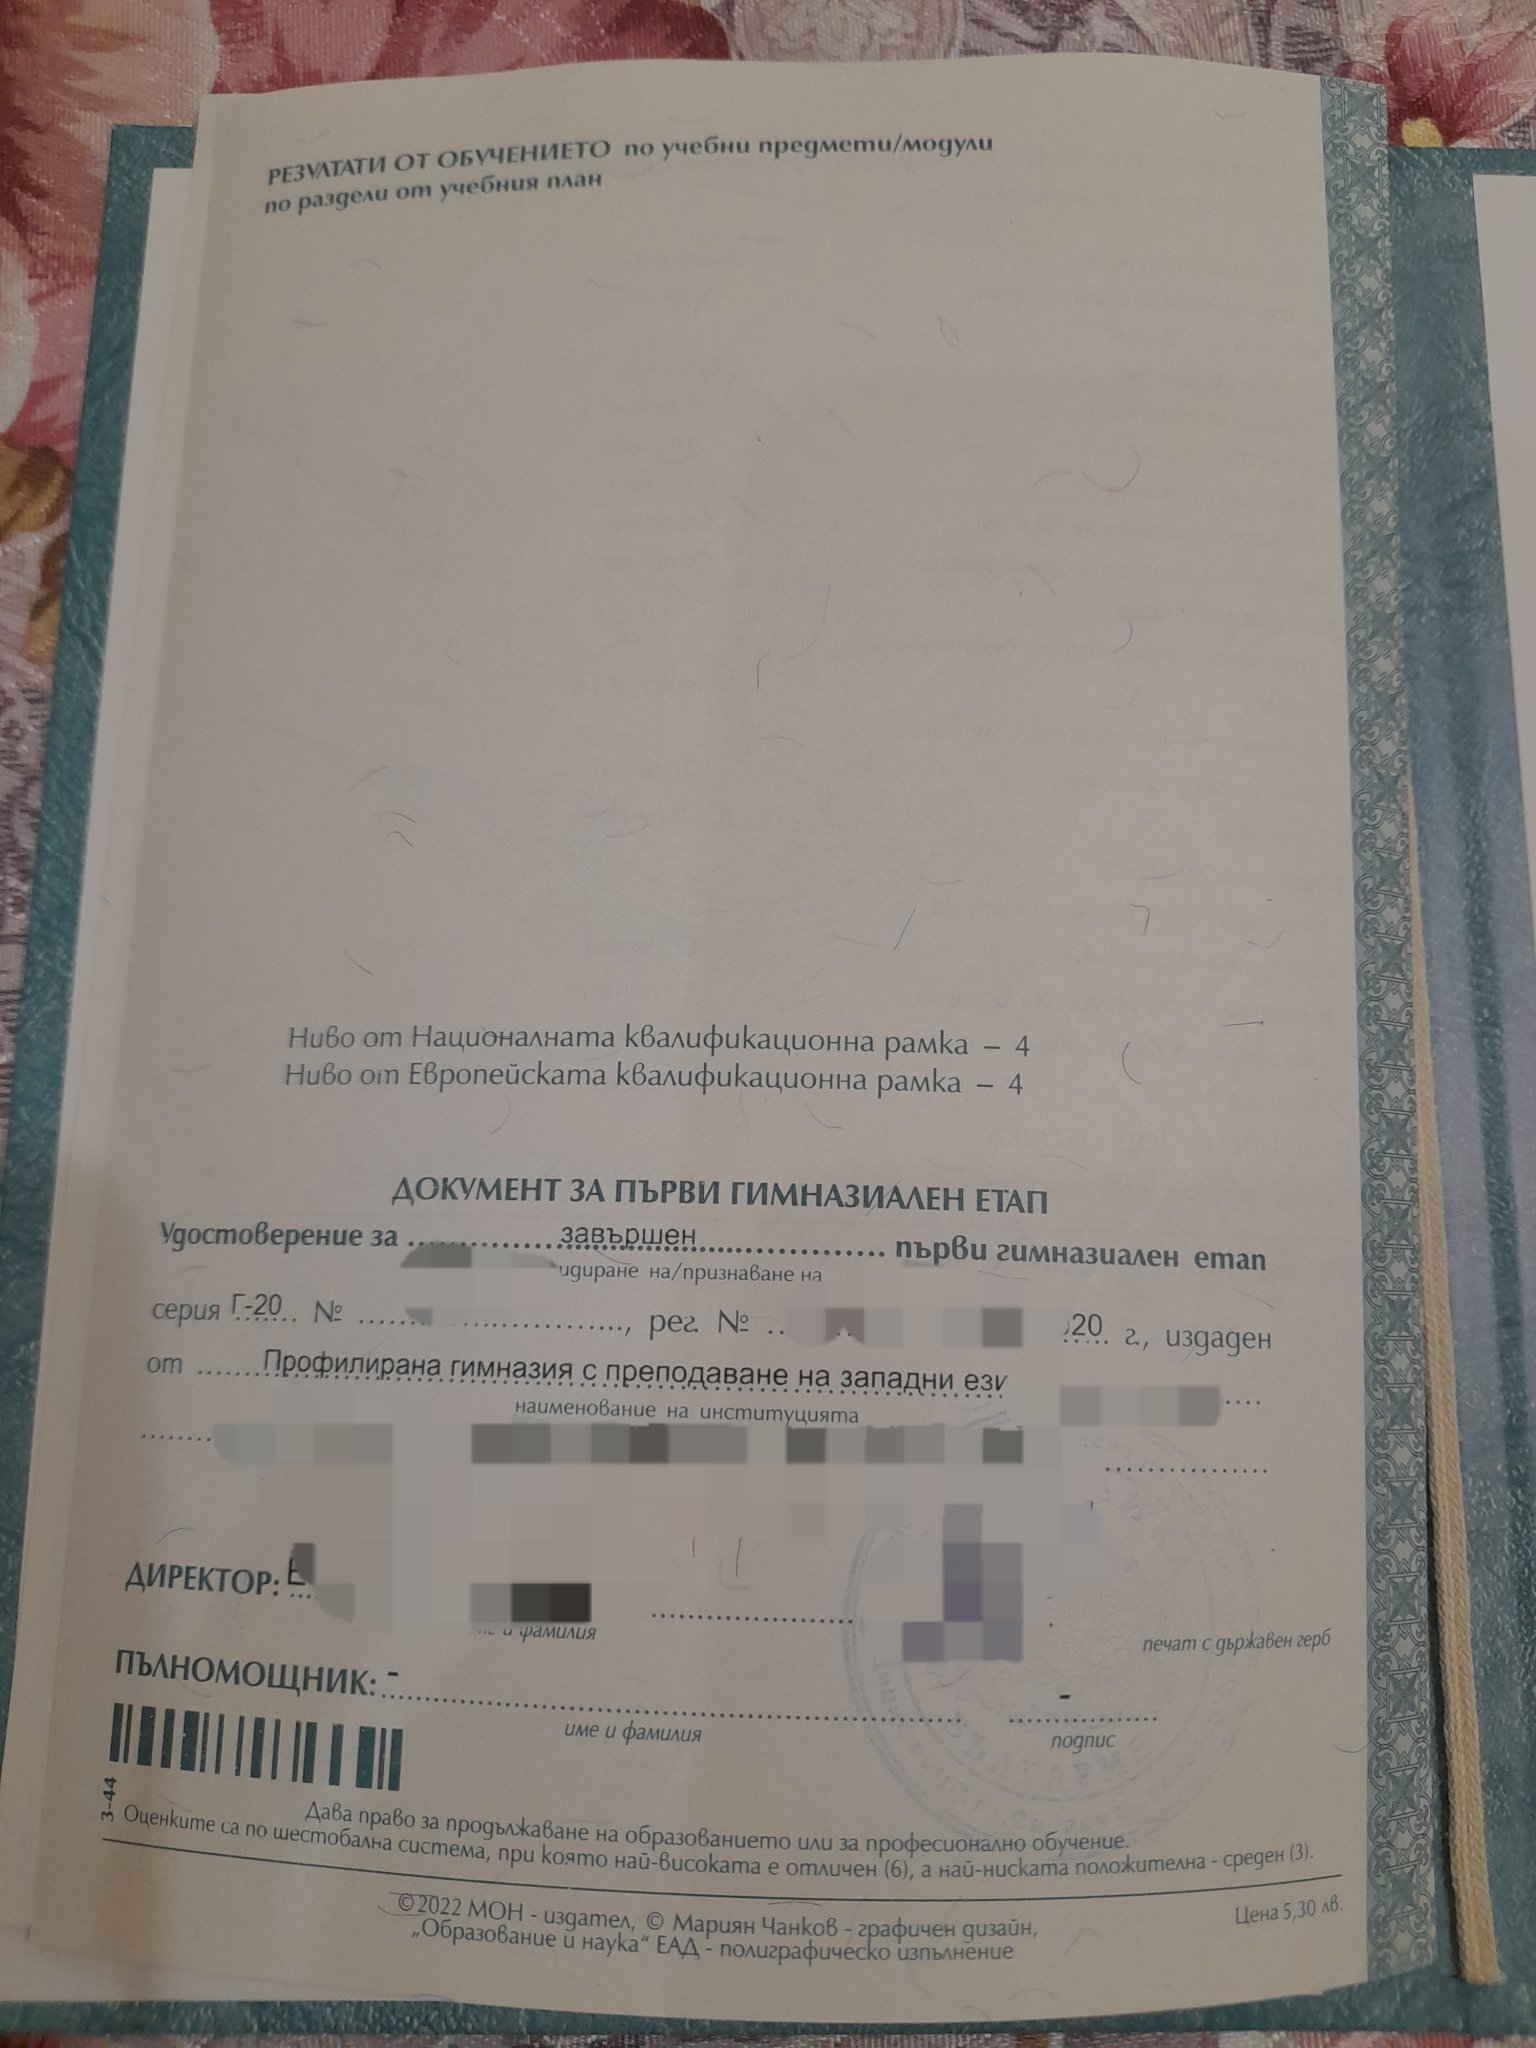 РЕЗУЛТАТИ ОТ ОБУЧЕНИЕТО по учебни предмети/модули
по раздели от учебния план
Ниво от Националната квалификационна рамка – 4
Ниво от Европейската квалификационна рамка – 4
ДОКУМЕНТ ЗА ПЪРВИ ГИМНАЗИАЛЕН ЕТАП
Удостоверение за завършен първи гимназиален етап
на/признаване на
серия Г-20 № , рег. № 20 г., издаден
от Профилирана гимназия с преподаване на западни
наименование на институцията
ДИРЕКТОР:
и фамилия
печат с държавен герб
ПЪЛНОМОЩНИК: - -
име и фамилия подпис
3-44
Дава право за продължаване на образованието или за професионално обучение.
Оценките са по шестобална система, при която най-високата е отличен (6), а най-ниската положителна - среден (3).
©2022 МОН - издател, © Мариян Чанков - графичен дизайн,
„Образование и наука“ ЕАД - полиграфическо изпълнение
Цена 5,30 лв.